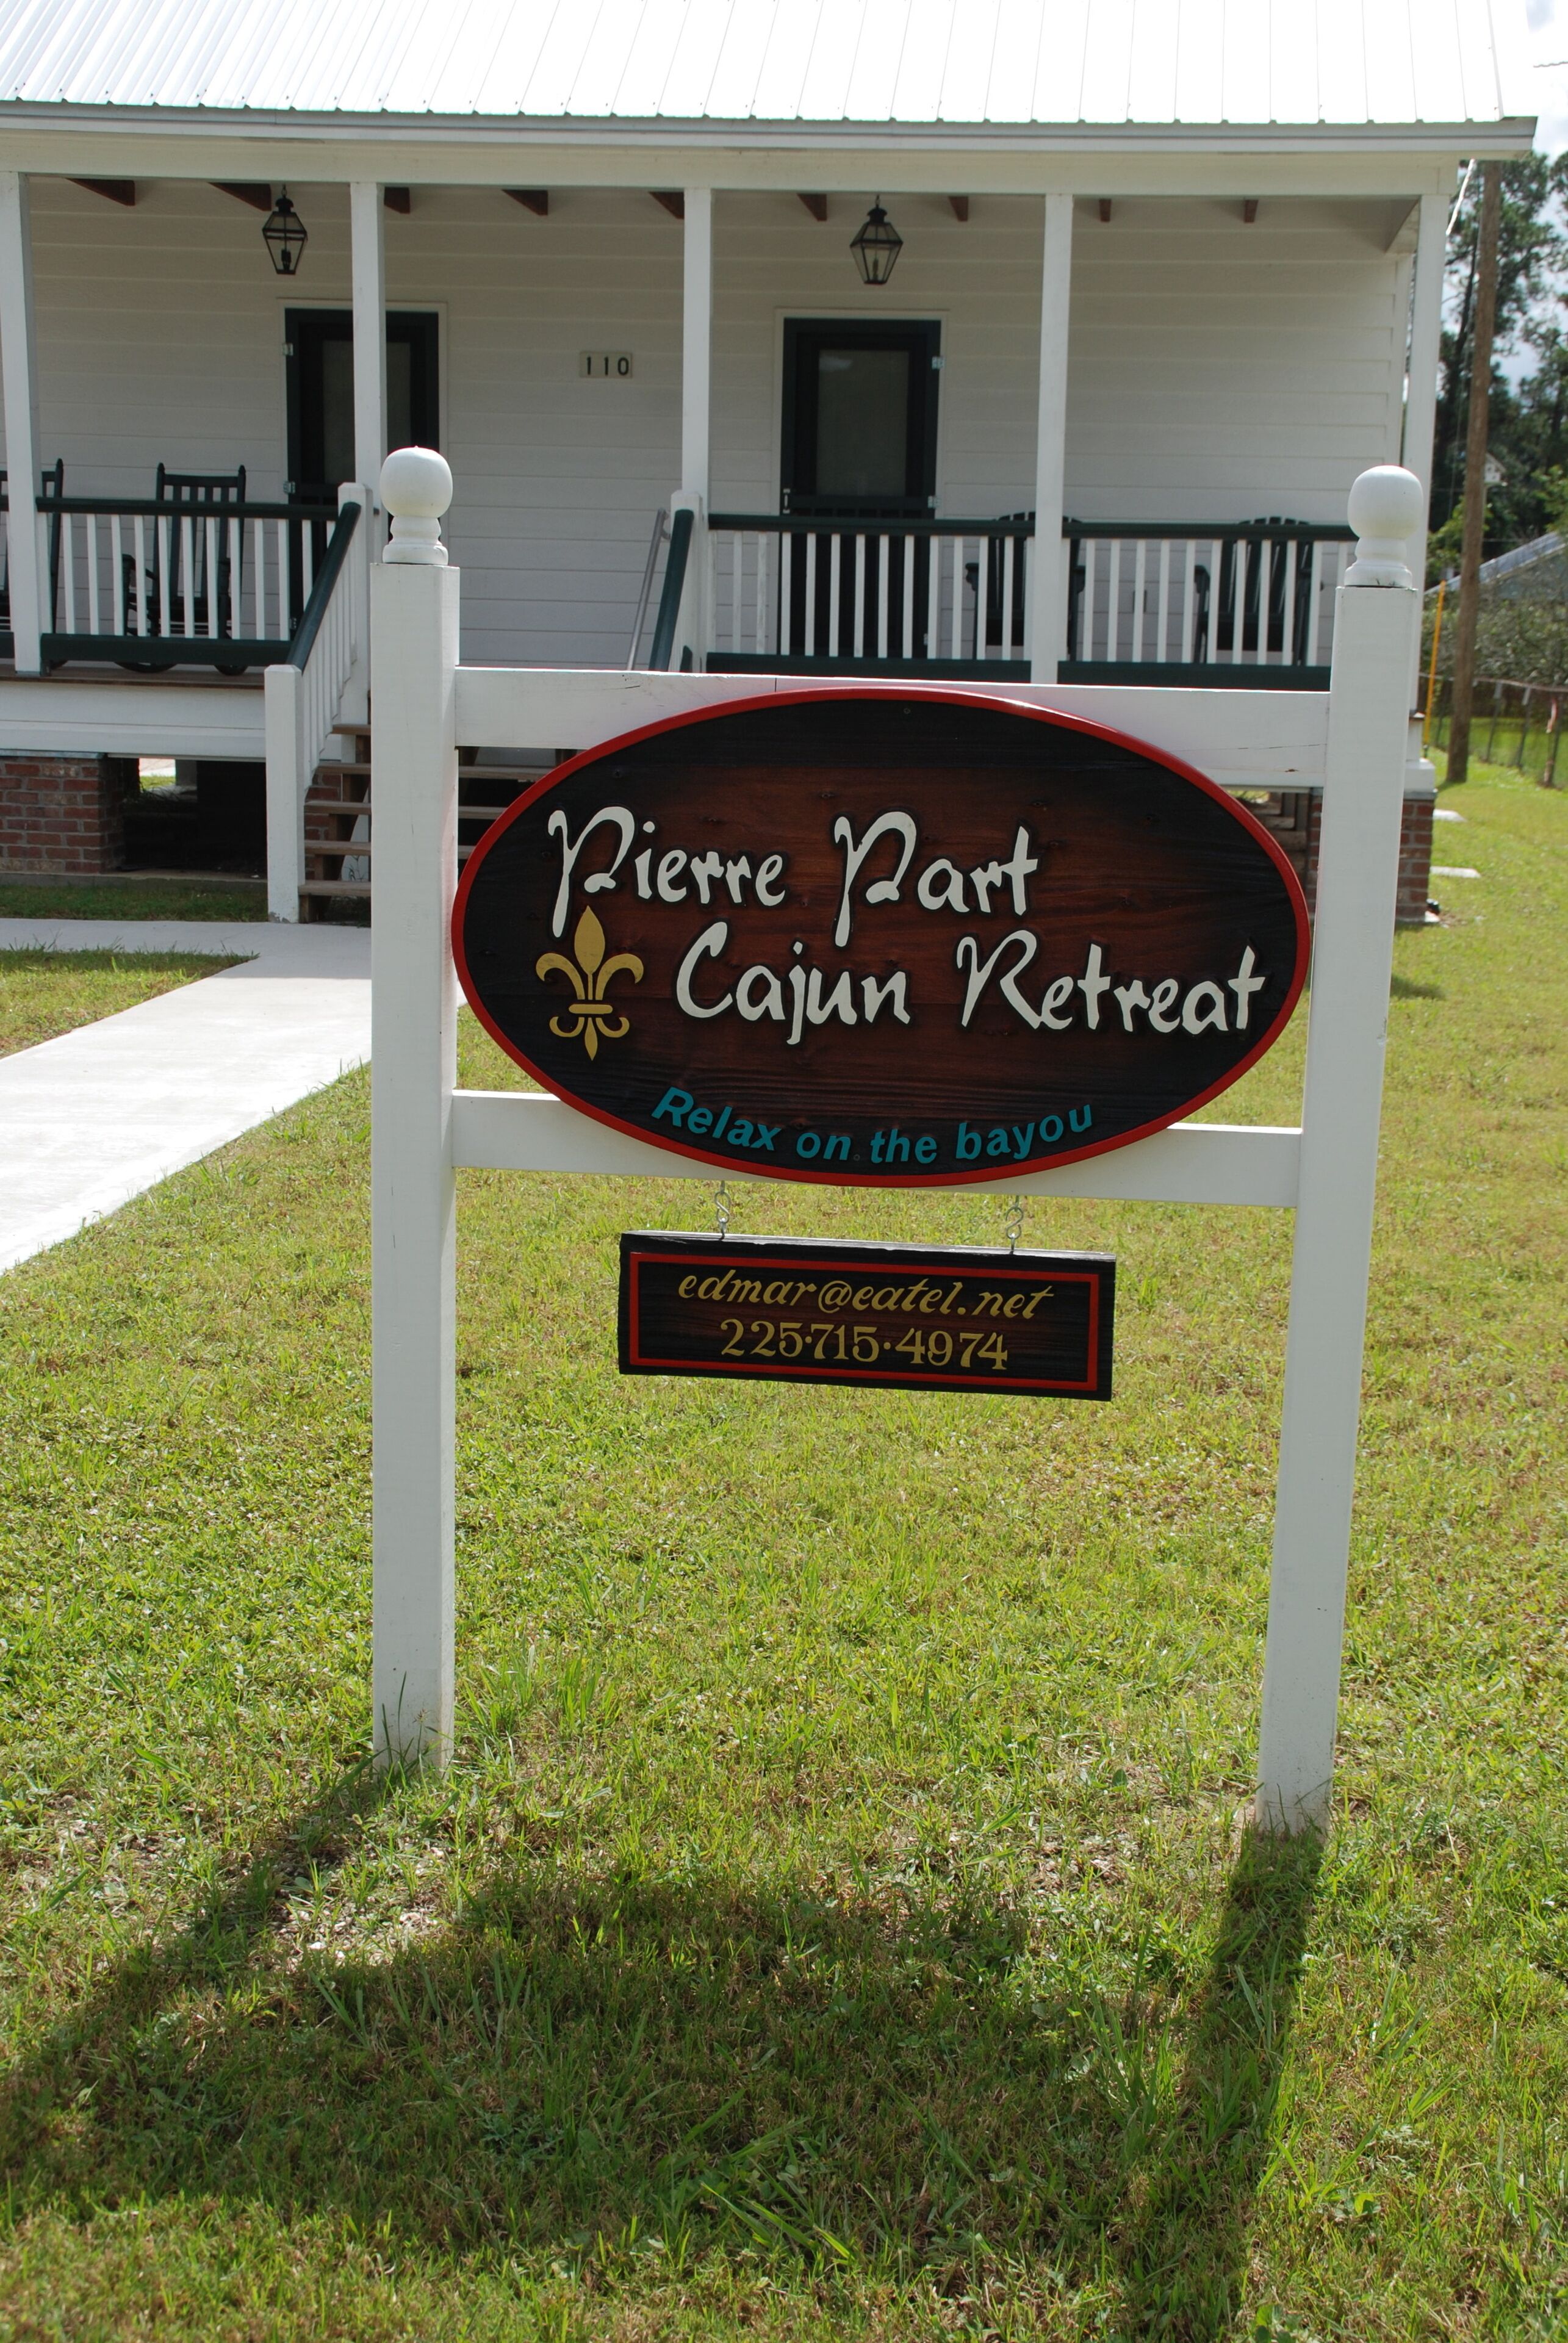 110
Pierre Part
Cajun Retreat
Relax on the bayou
edmar@eatel.net
225·715·4974